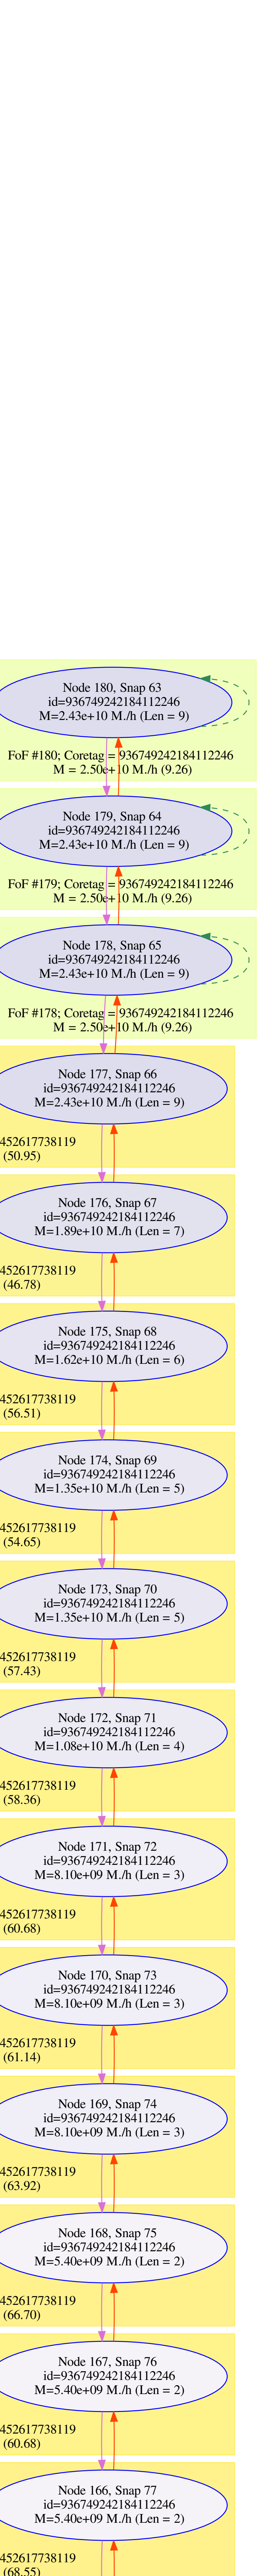 Node 180, Snap 63
id=936749242184112246
M=2.43e+10 M./h (Len = 9)
FoF #180; Coretag = 936749242184112246
M = 2.50e+10 M./h (9.26)
Node 179, Snap 64
id=936749242184112246
M=2.43e+10 M./h (Len = 9)
FoF #179; Coretag = 936749242184112246
M = 2.50e+10 M./h (9.26)
Node 178, Snap 65
id=936749242184112246
M=2.43e+10 M./h (Len = 9)
FoF #178; Coretag = 936749242184112246
M = 2.50e+10 M./h (9.26)
Node 177, Snap 66
id=936749242184112246
M=2.43e+10 M./h (Len = 9)
452617738119
(50.95)
Node 176, Snap 67
id=936749242184112246
M=1.89e+10 M./h (Len = 7)
452617738119
(46.78)
Node 175, Snap 68
id=936749242184112246
M=1.62e+10 M./h (Len = 6)
452617738119
(56.51)
Node 174, Snap 69
id=936749242184112246
M=1.35e+10 M./h (Len = 5)
452617738119
(54.65)
Node 173, Snap 70
id=936749242184112246
M=1.35e+10 M./h (Len = 5)
452617738119
(57.43)
Node 172, Snap 71
id=936749242184112246
M=1.08e+10 M./h (Len = 4)
452617738119
(58.36)
Node 171, Snap 72
id=936749242184112246
M=8.10e+09 M./h (Len = 3)
452617738119
(60.68)
Node 170, Snap 73
id=936749242184112246
M=8.10e+09 M./h (Len = 3)
452617738119
(61.14)
Node 169, Snap 74
id=936749242184112246
M=8.10e+09 M./h (Len = 3)
452617738119
(63.92)
Node 168, Snap 75
id=936749242184112246
M=5.40e+09 M./h (Len = 2)
452617738119
(66.70)
Node 167, Snap 76
id=936749242184112246
M=5.40e+09 M./h (Len = 2)
452617738119
(60.68)
Node 166, Snap 77
id=936749242184112246
M=5.40e+09 M./h (Len = 2)
452617738119
(68.55)